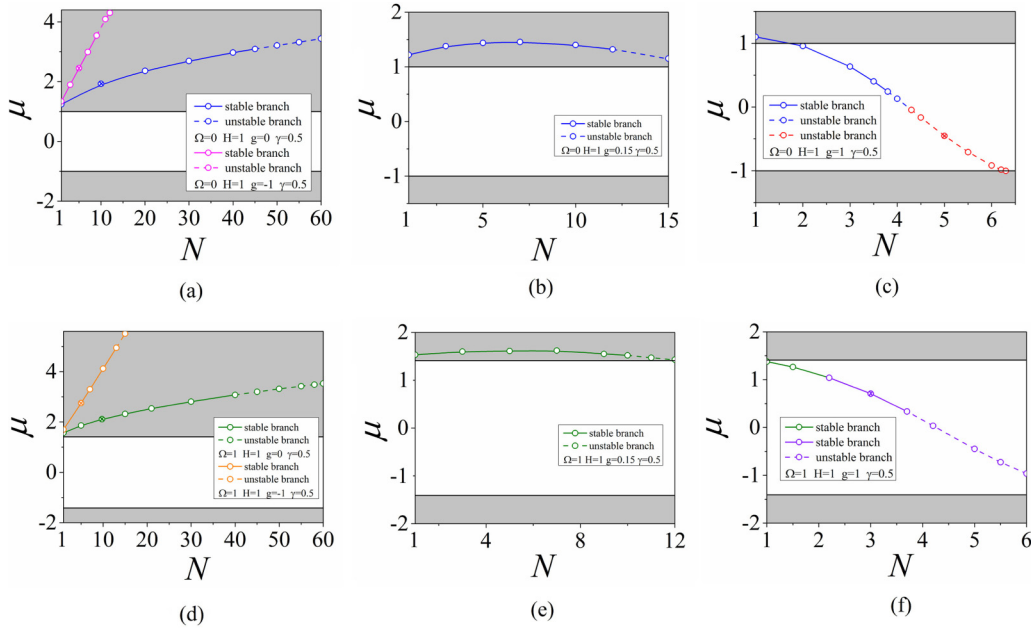 4
2
0
-2
μ
stable branch
unstable branch
Ω=0 H=1 g=0 γ=0.5
stable branch
unstable branch
Ω=0 H=1 g=-1 γ=0.5
1 10 20 30 40 50 60
N
(a)
2
1
0
-1
μ
stable branch
unstable branch
Ω=0 H=1 g=0.15 γ=0.5
1 5 10 15
N
(b)
1
0
-1
μ
stable branch
unstable branch
unstable branch
Ω=0 H=1 g=1 γ=0.5
1 2 3 4 5 6
N
(c)
4
2
0
-2
μ
stable branch
unstable branch
Ω=1 H=1 g=0 γ=0.5
stable branch
unstable branch
Ω=1 H=1 g=-1 γ=0.5
1 10 20 30 40 50 60
N
(d)
2
1
0
-1
-2
μ
stable branch
unstable branch
Ω=1 H=1 g=0.15 γ=0.5
1 4 8 12
N
(e)
2
1
0
-1
-2
μ
stable branch
stable branch
unstable branch
Ω=1 H=1 g=1 γ=0.5
1 2 3 4 5 6
N
(f)